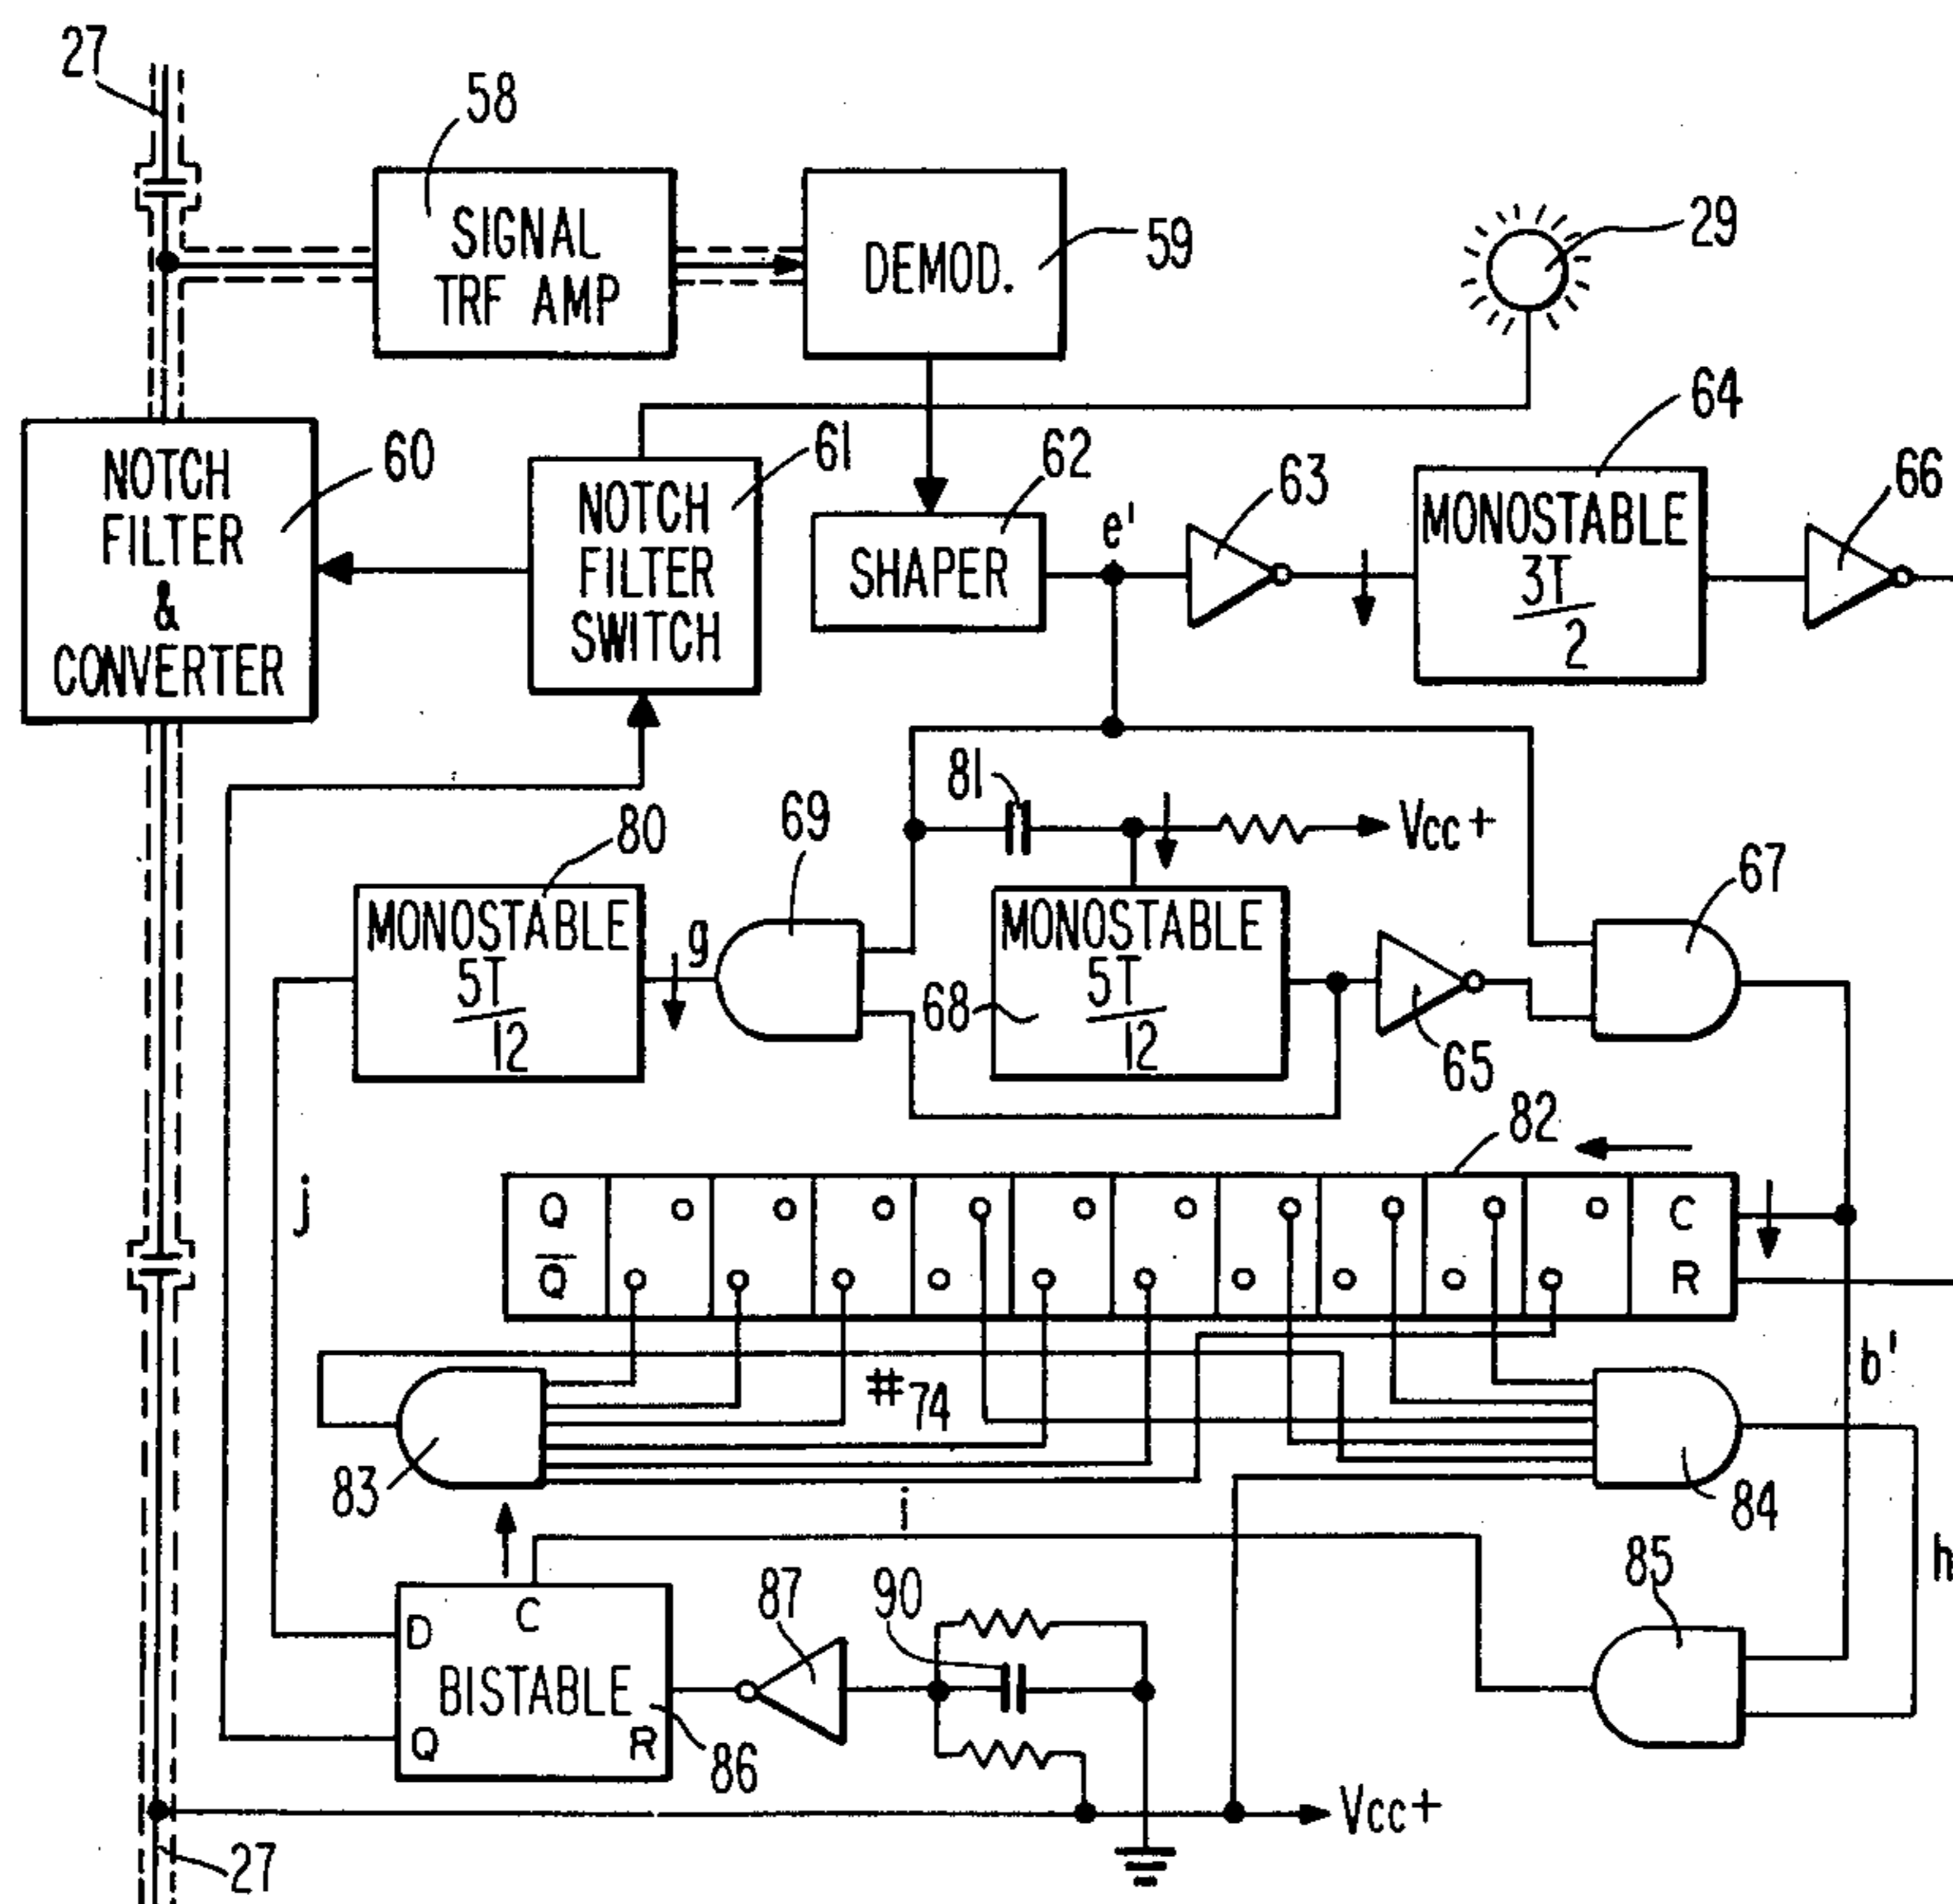 27
58
SIGNAL
TRF AMP
DEMOD.
59
29
NOTCH
FILTER
&
CONVERTER
60
NOTCH
FILTER
SWITCH
61
62
SHAPER
e'
63
64
MONOSTABLE
3T/2
66
81
Vcc+
80
MONOSTABLE
5T/12
g
69
MONOSTABLE
5T/12
68
65
67
82
j
Q
Q̅
C
R
#74
83
84
b'
i
h
85
D
C
BISTABLE
Q
R
86
87
90
Vcc+
27